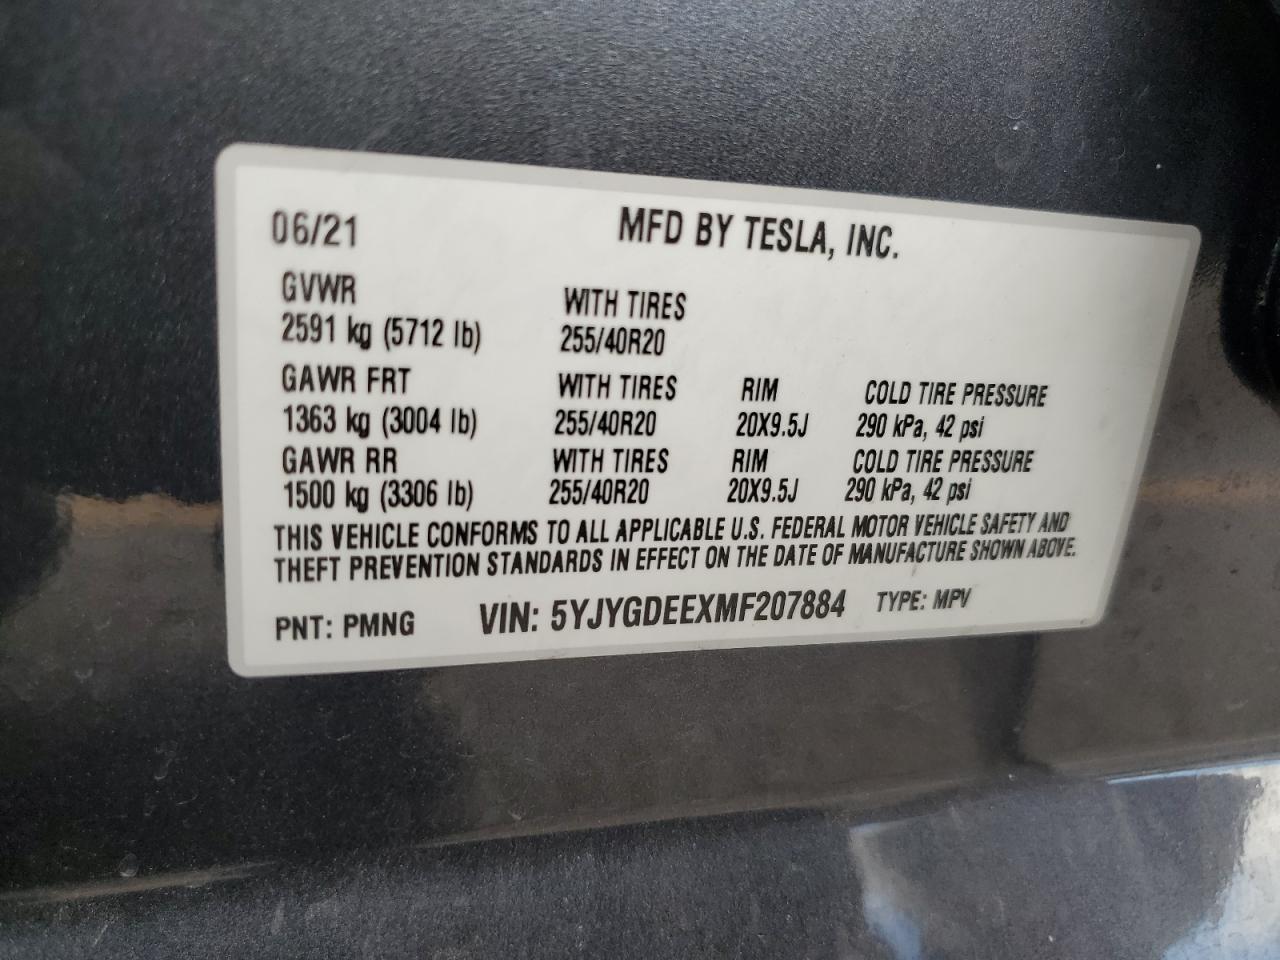 06/21 MFD BY TESLA, INC.
GVWR WITH TIRES
2591 kg (5712 lb) 255/40R20
GAWR FRT WITH TIRES RIM COLD TIRE PRESSURE
1363 kg (3004 lb) 255/40R20 20X9.5J 290 kPa, 42 psi
GAWR RR WITH TIRES RIM COLD TIRE PRESSURE
1500 kg (3306 lb) 255/40R20 20X9.5J 290 kPa, 42 psi
THIS VEHICLE CONFORMS TO ALL APPLICABLE U.S. FEDERAL MOTOR VEHICLE SAFETY AND
THEFT PREVENTION STANDARDS IN EFFECT ON THE DATE OF MANUFACTURE SHOWN ABOVE.
PNT: PMNG VIN: 5YJYGDEEXMF207884 TYPE: MPV